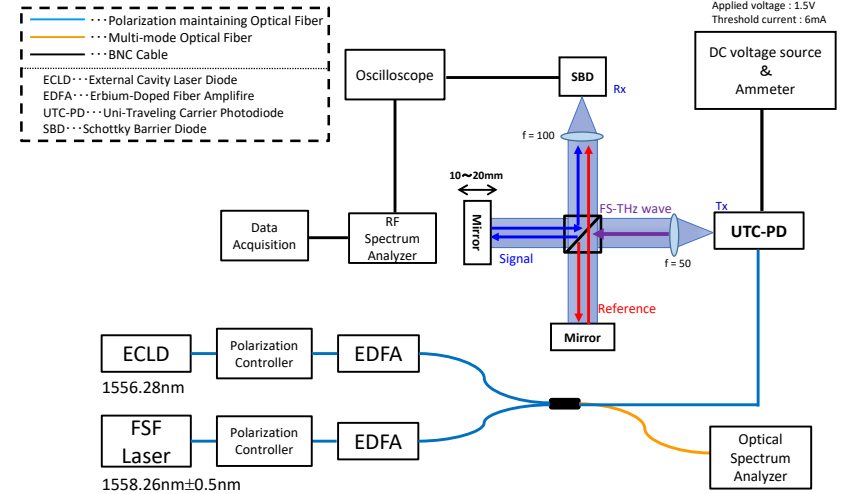 ···Polarization maintaining Optical Fiber
···Multi-mode Optical Fiber
···BNC Cable
ECLD···External Cavity Laser Diode
EDFA···Erbium-Doped Fiber Amplifire
UTC-PD···Uni-Traveling Carrier Photodiode
SBD···Schottky Barrier Diode
Applied voltage : 1.5V
Threshold current : 6mA
DC voltage source
&
Ammeter
Oscilloscope
SBD
Rx
f = 100
10～20mm
Mirror
FS-THz wave
Tx
UTC-PD
f = 50
Signal
Reference
Mirror
Data
Acquisition
RF
Spectrum
Analyzer
ECLD
1556.28nm
Polarization
Controller
EDFA
FSF
Laser
1558.26nm±0.5nm
Polarization
Controller
EDFA
Optical
Spectrum
Analyzer